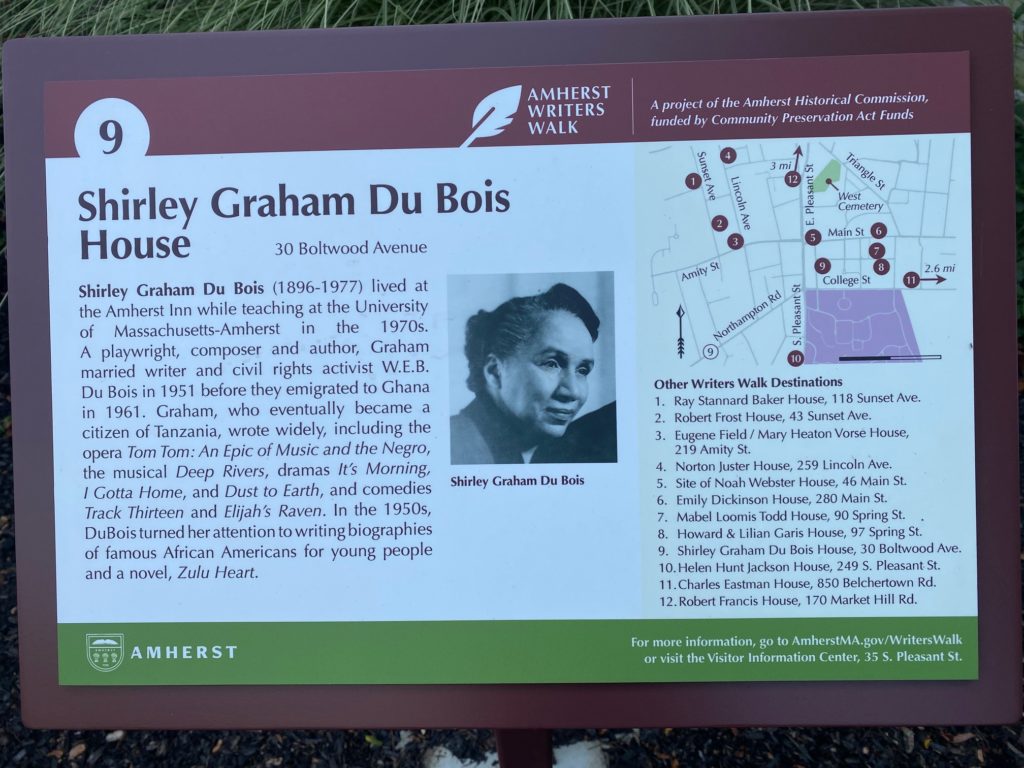 9
AMHERST
WRITERS
WALK
A project of the Amherst Historical Commission,
funded by Community Preservation Act Funds
Shirley Graham Du Bois
House
30 Boltwood Avenue
Shirley Graham Du Bois (1896-1977) lived at
the Amherst Inn while teaching at the University
of Massachusetts-Amherst in the 1970s.
A playwright, composer and author, Graham
married writer and civil rights activist W.E.B.
Du Bois in 1951 before they emigrated to Ghana
in 1961. Graham, who eventually became a
citizen of Tanzania, wrote widely, including the
opera Tom Tom: An Epic of Music and the Negro,
the musical Deep Rivers, dramas It's Morning,
I Gotta Home, and Dust to Earth, and comedies
Track Thirteen and Elijah's Raven. In the 1950s,
DuBois turned her attention to writing biographies
of famous African Americans for young people
and a novel, Zulu Heart.
Shirley Graham Du Bois
Sunset Ave
4
Lincoln Ave
3 mi
12
E. Pleasant St
Triangle St
1
West
Cemetery
2
3
5
Main St
6
7
Amity St
9
8
College St
11
2.6 mi
Northampton Rd
S. Pleasant St
9
10
Other Writers Walk Destinations
1. Ray Stannard Baker House, 118 Sunset Ave.
2. Robert Frost House, 43 Sunset Ave.
3. Eugene Field / Mary Heaton Vorse House,
219 Amity St.
4. Norton Juster House, 259 Lincoln Ave.
5. Site of Noah Webster House, 46 Main St.
6. Emily Dickinson House, 280 Main St.
7. Mabel Loomis Todd House, 90 Spring St.
8. Howard & Lilian Garis House, 97 Spring St.
9. Shirley Graham Du Bois House, 30 Boltwood Ave.
10. Helen Hunt Jackson House, 249 S. Pleasant St.
11. Charles Eastman House, 850 Belchertown Rd.
12. Robert Francis House, 170 Market Hill Rd.
AMHERST
For more information, go to AmherstMA.gov/WritersWalk
or visit the Visitor Information Center, 35 S. Pleasant St.